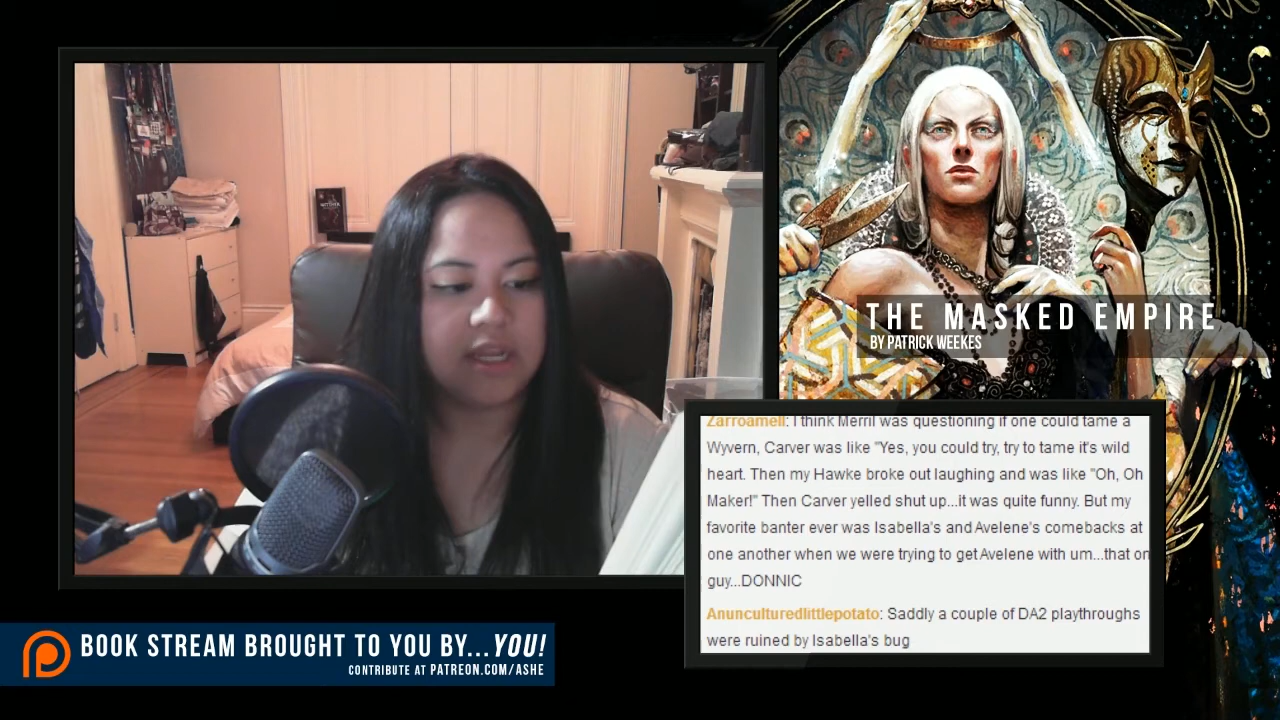 THE MASKED EMPIRE
BY PATRICK WEEKES
Zarroamell: I think Merril was questioning if one could tame a
Wyvern, Carver was like "Yes, you could try, try to tame it's wild
heart. Then my Hawke broke out laughing and was like "Oh, Oh
Maker!" Then Carver yelled shut up...it was quite funny. But my
favorite banter ever was Isabella's and Avelene's comebacks at
one another when we were trying to get Avelene with um...that on
guy...DONNIC
Anunculturedlittlepotato: Saddly a couple of DA2 playthroughs
were ruined by Isabella's bug
BOOK STREAM BROUGHT TO YOU BY...YOU!
CONTRIBUTE AT PATREON.COM/ASHE